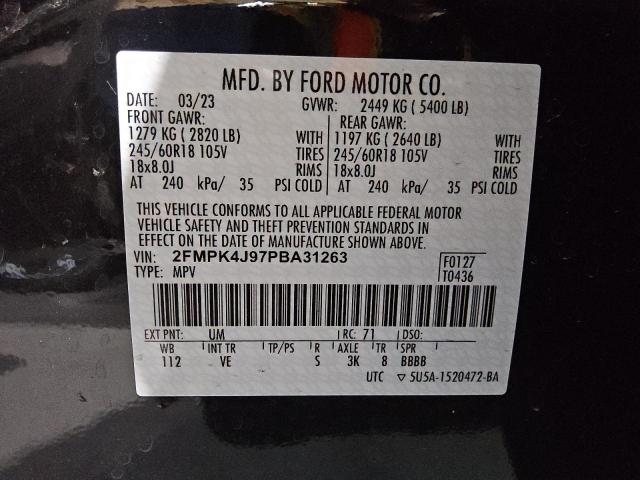 MFD. BY FORD MOTOR CO.
DATE: 03/23 GVWR: 2449 KG ( 5400 LB)
FRONT GAWR: REAR GAWR:
1279 KG ( 2820 LB) WITH 1197 KG ( 2640 LB) WITH
245/60R18 105V TIRES 245/60R18 105V TIRES
18x8.0J RIMS 18x8.0J RIMS
AT 240 kPa/ 35 PSI COLD AT 240 kPa/ 35 PSI COLD
THIS VEHICLE CONFORMS TO ALL APPLICABLE FEDERAL MOTOR
VEHICLE SAFETY AND THEFT PREVENTION STANDARDS IN
EFFECT ON THE DATE OF MANUFACTURE SHOWN ABOVE.
VIN: 2FMPK4J97PBA31263 F0127
TYPE: MPV T0436
EXT PNT: UM RC: 71 DSO:
WB INT TR TP/PS R AXLE TR SPR
112 VE S 3K 8 BBBB
UTC ▽ 5U5A-1520472-BA